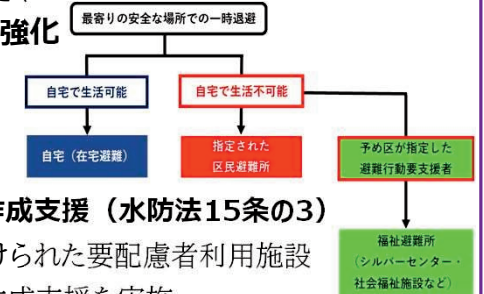 最寄りの安全な場所での一時退避
強化
自宅で生活可能
自宅で生活不可能
自宅（在宅避難）
指定された
区民避難所
予め区が指定した
避難行動要支援者
作成支援（水防法15条の3）
けられた要配慮者利用施設
福祉避難所
（シルバーセンター・
社会福祉施設など）